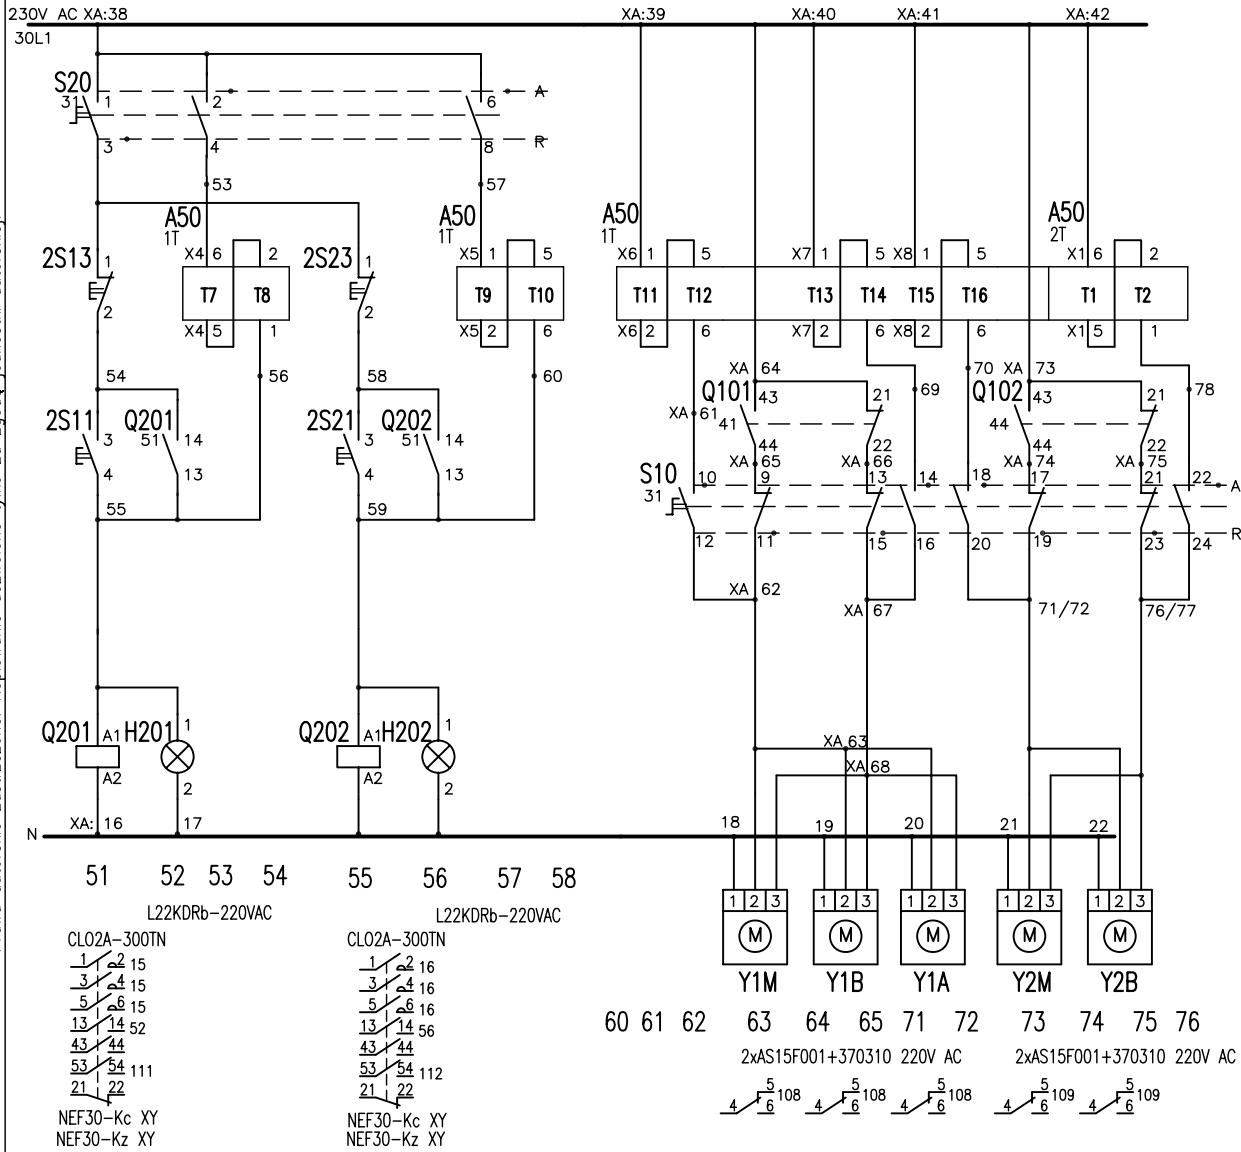 230V AC XA:38 XA:39 XA:40 XA:41 XA:42
30L1
S20
31 1 2 6 A
3 4 8 R
53 57
A50 A50 A50 A50
1T 1T 1T 2T
2S13 1 X4 6 2 2S23 1 X5 1 5 X6 1 5 X7 1 5 X8 1 5 X1 6 2
T7 T8 T9 T10 T11 T12 T13 T14 T15 T16 T1 T2
2 X4 5 1 2 X5 2 6 X6 2 6 X7 2 6 X8 2 6 X1 5 1
54 56 58 60 XA 64 69 70 XA 73 78
2S11 Q201 2S21 Q202 XA 61 Q101 43 21 Q102 43 21
3 51 14 3 51 14 41 44
4 13 4 13 44 22 44 22
XA 65 XA 66 XA 74 XA 75
S10 10 9 13 14 18 17 21 22 A
31
55 59 12 11 15 16 20 19 23 24 R
XA 62 XA 67 71/72 76/77
Q201 A1 H201 1 Q202 A1 H202 1 XA 63
A2 2 A2 2 XA 68
N XA: 16 17 18 19 20 21 22
51 52 53 54 55 56 57 58
1 2 3 1 2 3 1 2 3 1 2 3 1 2 3
M M M M M
L22KDRb-220VAC L22KDRb-220VAC
CL02A-300TN CL02A-300TN
Y1M Y1B Y1A Y2M Y2B
1 2 15 1 2 16
3 4 15 3 4 16
5 6 15 5 6 16
13 14 52 13 14 56
60 61 62 63 64 65 71 72 73 74 75 76
43 44 43 44
2xAS15F001+370310 220V AC 2xAS15F001+370310 220V AC
53 54 111 53 54 112
21 22 21 22
5 108 5 108 5 108 5 109 5 109
4 6 4 6 4 6 4 6 4 6
NEF30-Kc XY NEF30-Kc XY
NEF30-Kz XY NEF30-Kz XY